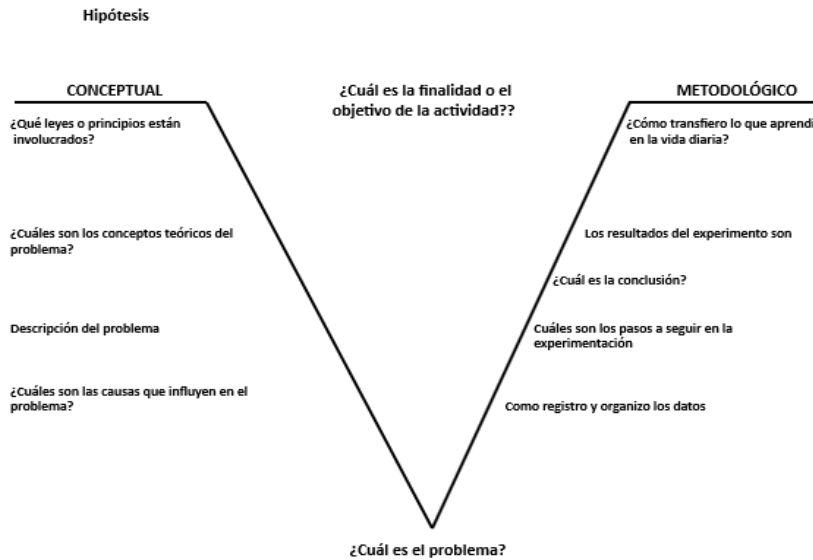 Hipótesis
CONCEPTUAL
¿Qué leyes o principios están
involucrados?
¿Cuáles son los conceptos teóricos del
problema?
Descripción del problema
¿Cuáles son las causas que influyen en el
problema?
¿Cuál es la finalidad o el
objetivo de la actividad??
METODOLÓGICO
¿Cómo transfiero lo que aprendí
en la vida diaria?
Los resultados del experimento son
¿Cuál es la conclusión?
Cuáles son los pasos a seguir en la
experimentación
Como registro y organizo los datos
¿Cuál es el problema?